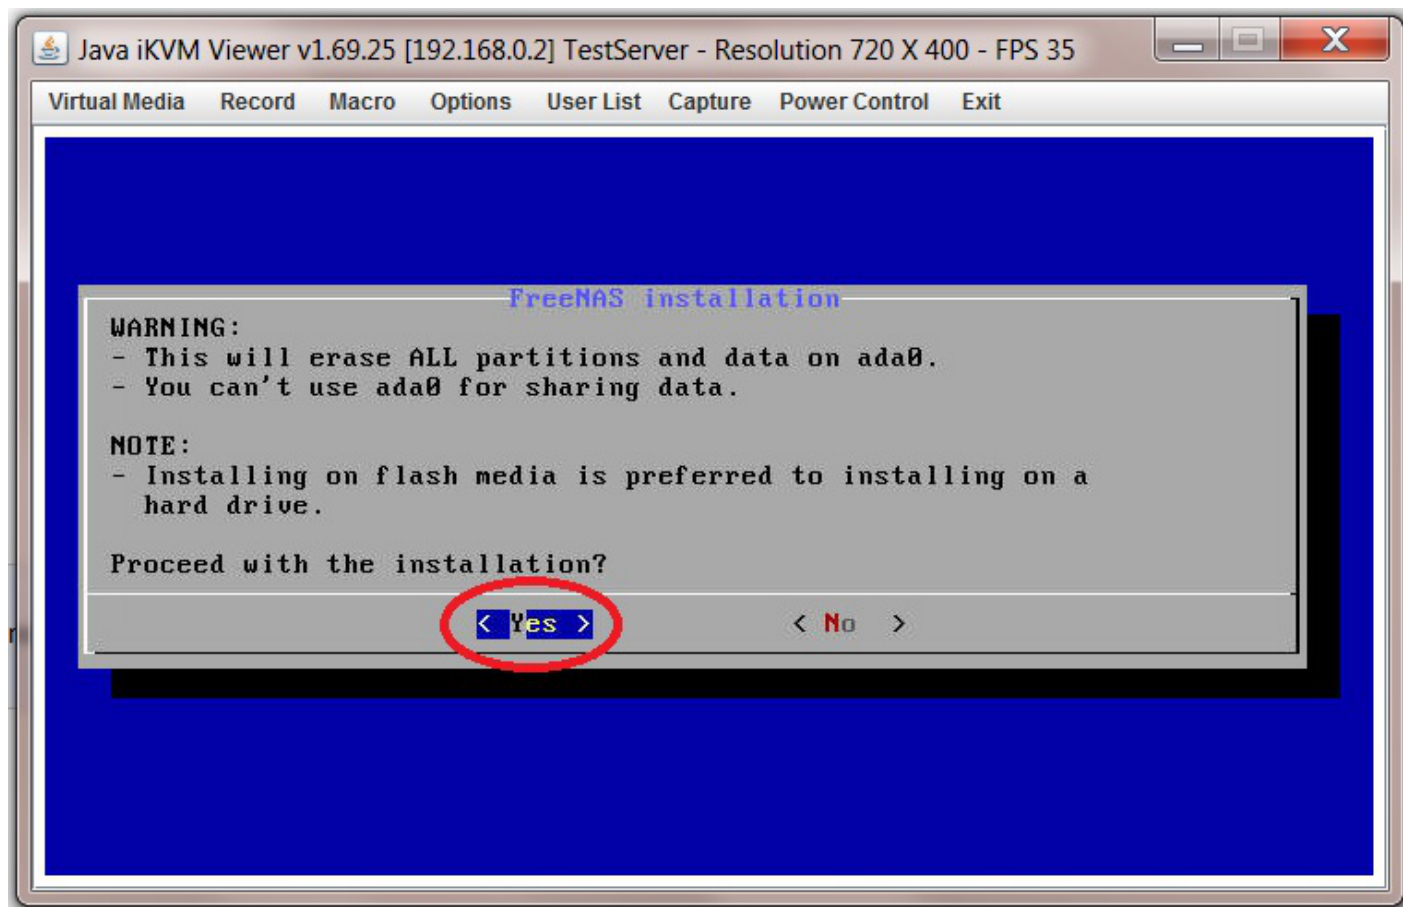 Java iKVM Viewer v1.69.25 [192.168.0.2] TestServer - Resolution 720 X 400 - FPS 35
Virtual Media Record Macro Options User List Capture Power Control Exit
FreeNAS installation
WARNING:
- This will erase ALL partitions and data on ada0.
- You can't use ada0 for sharing data.
NOTE:
- Installing on flash media is preferred to installing on a
hard drive.
Proceed with the installation?
< Yes > < No >